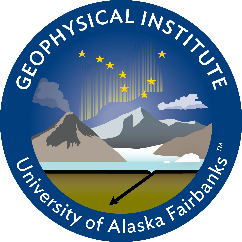 GEOPHYSICAL INSTITUTE
University of Alaska Fairbanks ™